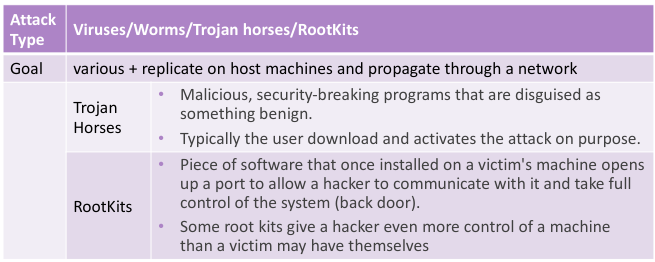 Attack Type
Viruses/Worms/Trojan horses/RootKits
Goal
various + replicate on host machines and propagate through a network
Trojan
Horses
• Malicious, security-breaking programs that are disguised as
something benign.
• Typically the user download and activates the attack on purpose.
RootKits
• Piece of software that once installed on a victim's machine opens
up a port to allow a hacker to communicate with it and take full
control of the system (back door).
• Some root kits give a hacker even more control of a machine
than a victim may have themselves